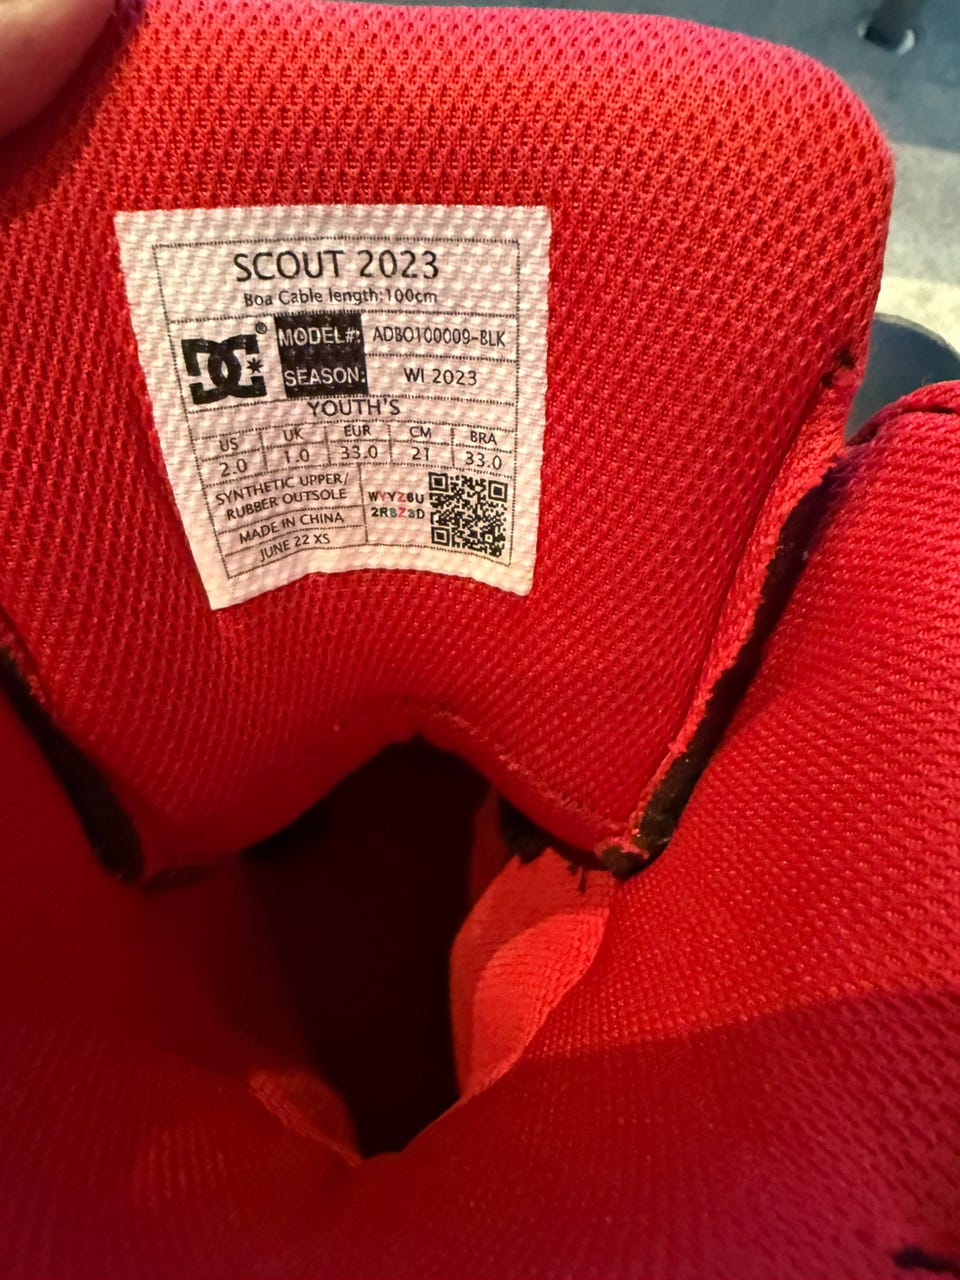 SCOUT 2023
Boa Cable length:100cm
DC®
MODEL#: ADBO100009-BLK
SEASON: WI 2023
YOUTH'S
US UK EUR CM BRA
2.0 1.0 33.0 21 33.0
SYNTHETIC UPPER/
RUBBER OUTSOLE
MADE IN CHINA
JUNE 22 XS
WVYZ6U
2RBZ3D